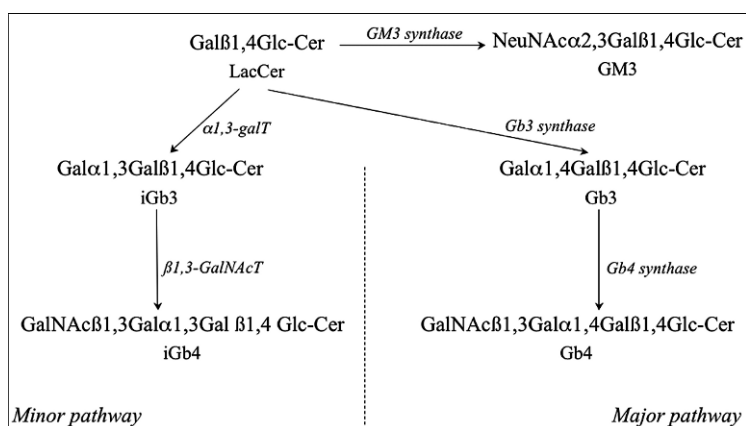 Galß1,4Glc-Cer GM3 synthase NeuNAcα2,3Galß1,4Glc-Cer
LacCer GM3
α1,3-galT Gb3 synthase
Galα1,3Galß1,4Glc-Cer Galα1,4Galß1,4Glc-Cer
iGb3 Gb3
ß1,3-GalNAcT Gb4 synthase
GalNAcß1,3Galα1,3Gal ß1,4 Glc-Cer GalNAcß1,3Galα1,4Galß1,4Glc-Cer
iGb4 Gb4
Minor pathway Major pathway